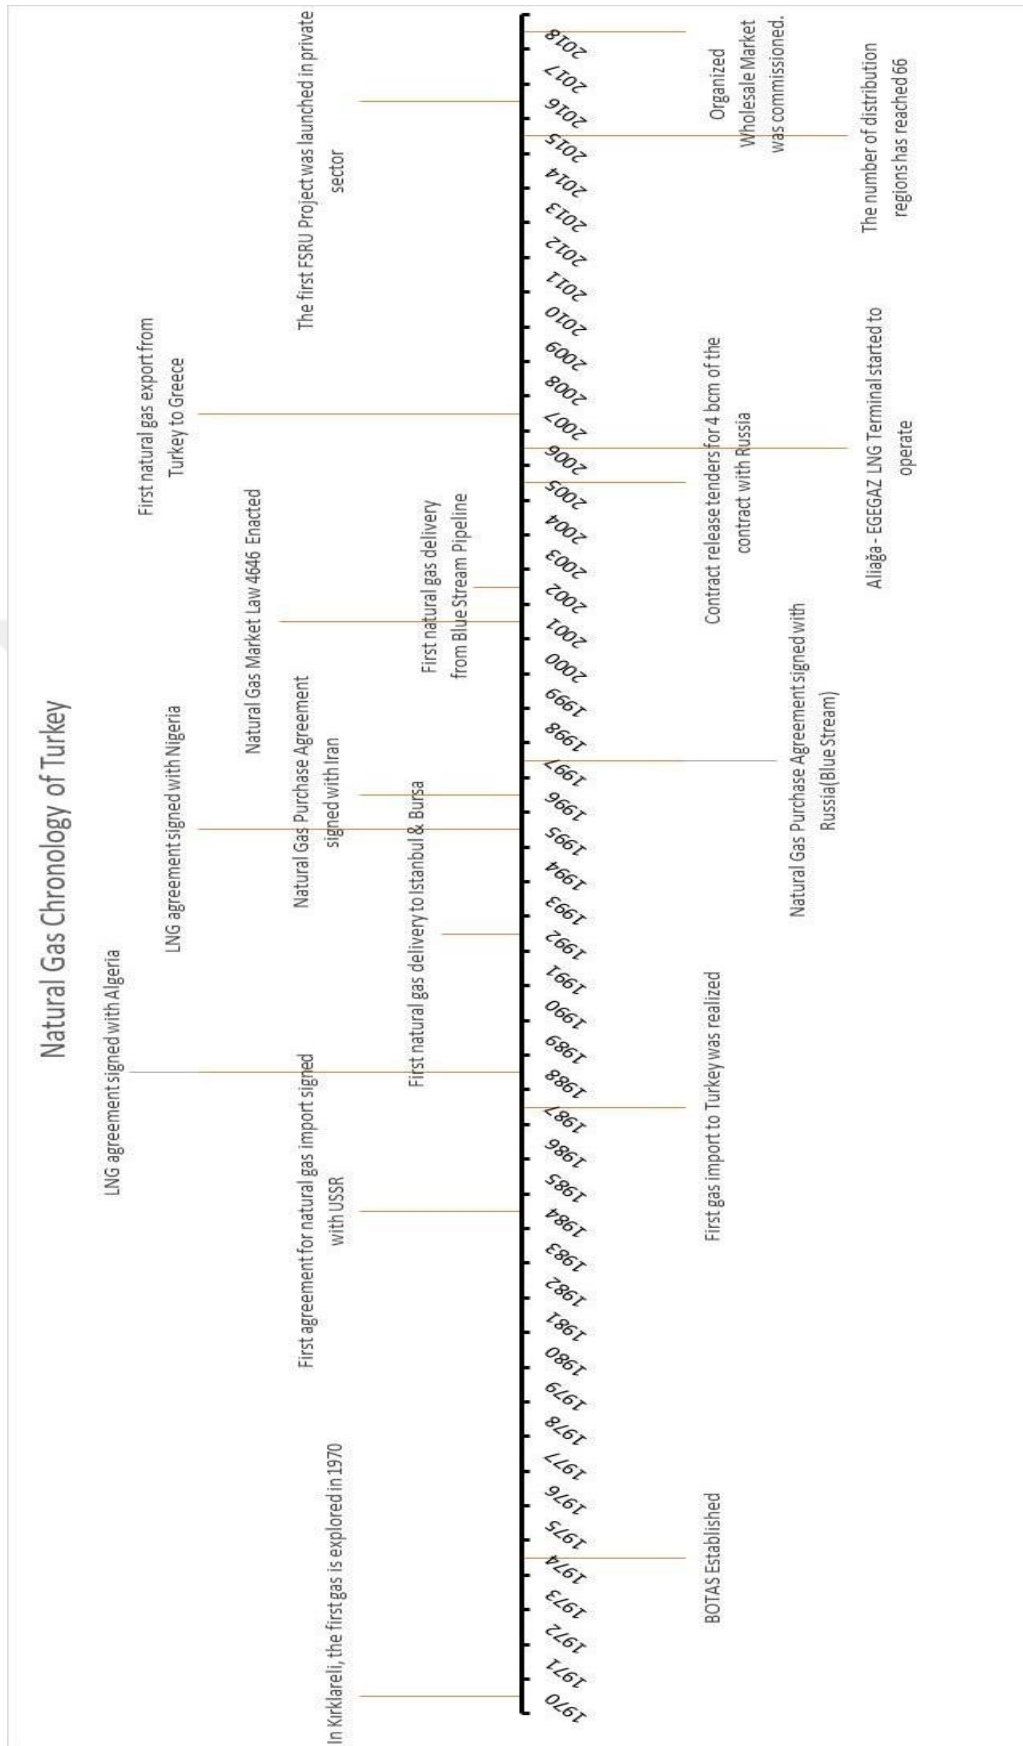 Natural Gas Chronology of Turkey
LNG agreement signed with Algeria
First natural gas export from
Turkey to Greece
LNG agreement signed with Nigeria
Natural Gas Market Law 4646 Enacted
In Kırklareli, the first gas is explored in 1970
First agreement for natural gas import signed
with USSR
Natural Gas Purchase Agreement
signed with Iran
The first FSRU Project was launched in private
sector
First natural gas delivery to Istanbul & Bursa
First natural gas delivery
from Blue Stream Pipeline
1970
1971
1972
1973
1974
1975
1976
1977
1978
1979
1980
1981
1982
1983
1984
1985
1986
1987
1988
1989
1990
1991
1992
1993
1994
1995
1996
1997
1998
1999
2000
2001
2002
2003
2004
2005
2006
2007
2008
2009
2010
2011
2012
2013
2014
2015
2016
2017
2018
BOTAS Established
First gas import to Turkey was realized
Contract release tenders for 4 bcm of the
contract with Russia
Organized
Wholesale Market
was commissioned.
Natural Gas Purchase Agreement signed with
Russia(Blue Stream)
Aliağa - EGEGAZ LNG Terminal started to
operate
The number of distribution
regions has reached 66